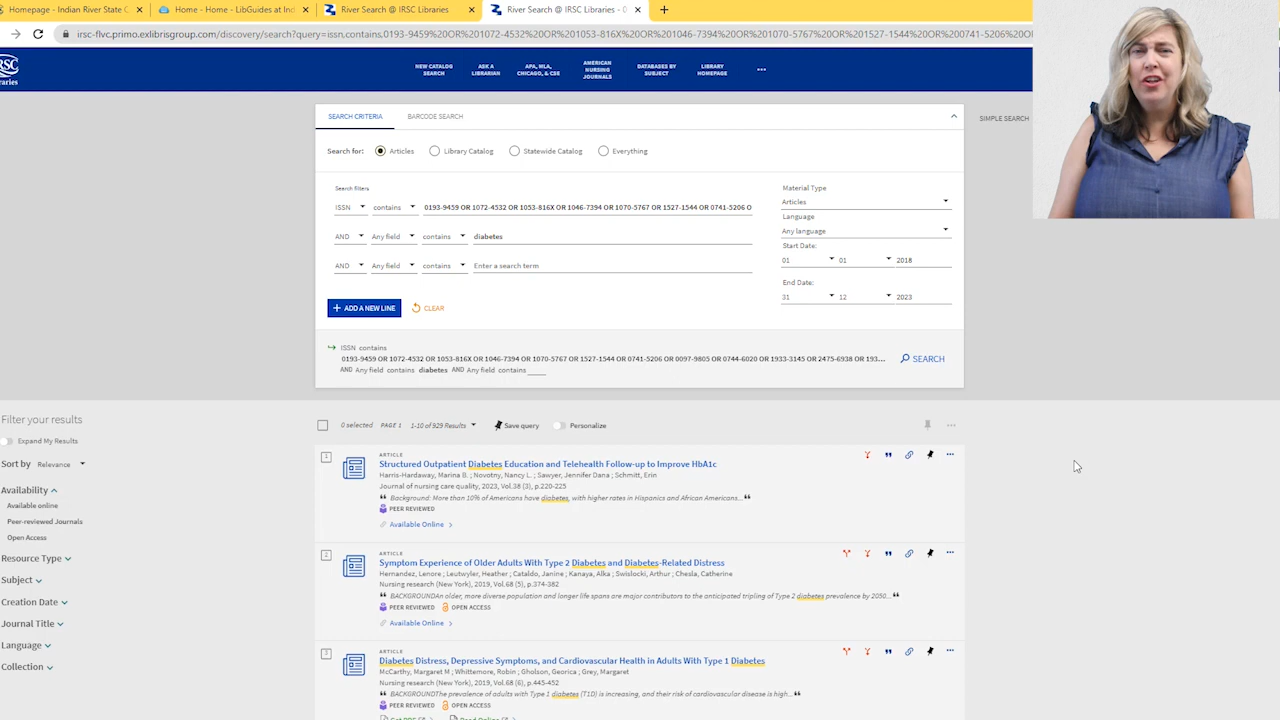 Homepage - Indian River State C
Home - Home - LibGuides at Ind
River Search @ IRSC Libraries
River Search @ IRSC Libraries - 0
irsc-flvc.primo.exlibrisgroup.com/discovery/search?query=issn,contains,0193-9459%20OR%201072-4532%20OR%201053-816X%20OR%201046-7394%20OR%201070-5767%20OR%201527-1544%20OR%200741-5206%20OR%
NEW CATALOG SEARCH
ASK A LIBRARIAN
APA, MLA, CHICAGO, & CSE
AMERICAN NURSING JOURNALS
DATABASES BY SUBJECT
LIBRARY HOMEPAGE
SEARCH CRITERIA
BARCODE SEARCH
SIMPLE SEARCH
Search for: Articles Library Catalog Statewide Catalog Everything
Search filters
ISSN contains 0193-9459 OR 1072-4532 OR 1053-816X OR 1046-7394 OR 1070-5767 OR 1527-1544 OR 0741-5206 O
AND Any field contains diabetes
AND Any field contains Enter a search term
Material Type
Articles
Language
Any language
Start Date:
01 01 2018
End Date:
31 12 2023
+ ADD A NEW LINE CLEAR
ISSN contains
0193-9459 OR 1072-4532 OR 1053-816X OR 1046-7394 OR 1070-5767 OR 1527-1544 OR 0741-5206 OR 0097-9805 OR 0744-6020 OR 1933-3145 OR 2475-6938 OR 193...
AND Any field contains diabetes AND Any field contains ____
SEARCH
Filter your results
Expand My Results
Sort by Relevance
Availability
Available online
Peer-reviewed Journals
Open Access
Resource Type
Subject
Creation Date
Journal Title
Language
Collection
0 selected PAGE 1 1-10 of 929 Results Save query Personalize
1
ARTICLE
Structured Outpatient Diabetes Education and Telehealth Follow-up to Improve HbA1c
Harris-Hardaway, Marina B. ; Novotny, Nancy L. ; Sawyer, Jennifer Dana ; Schmitt, Erin
Journal of nursing care quality, 2023, Vol.38 (3), p.220-225
Background: More than 10% of Americans have diabetes, with higher rates in Hispanics and African Americans...
PEER REVIEWED
Available Online
2
ARTICLE
Symptom Experience of Older Adults With Type 2 Diabetes and Diabetes-Related Distress
Hernandez, Lenore ; Leutwyler, Heather ; Cataldo, Janine ; Kanaya, Alka ; Swislocki, Arthur ; Chesla, Catherine
Nursing research (New York), 2019, Vol.68 (5), p.374-382
BACKGROUNDAn older, more diverse population and longer life spans are major contributors to the anticipated tripling of Type 2 diabetes prevalence by 2050...
PEER REVIEWED OPEN ACCESS
Available Online
3
ARTICLE
Diabetes Distress, Depressive Symptoms, and Cardiovascular Health in Adults With Type 1 Diabetes
McCarthy, Margaret M ; Whittemore, Robin ; Gholson, Georica ; Grey, Margaret
Nursing research (New York), 2019, Vol.68 (6), p.445-452
BACKGROUNDThe prevalence of adults with Type 1 diabetes (T1D) is increasing, and their risk of cardiovascular disease is high...
PEER REVIEWED OPEN ACCESS